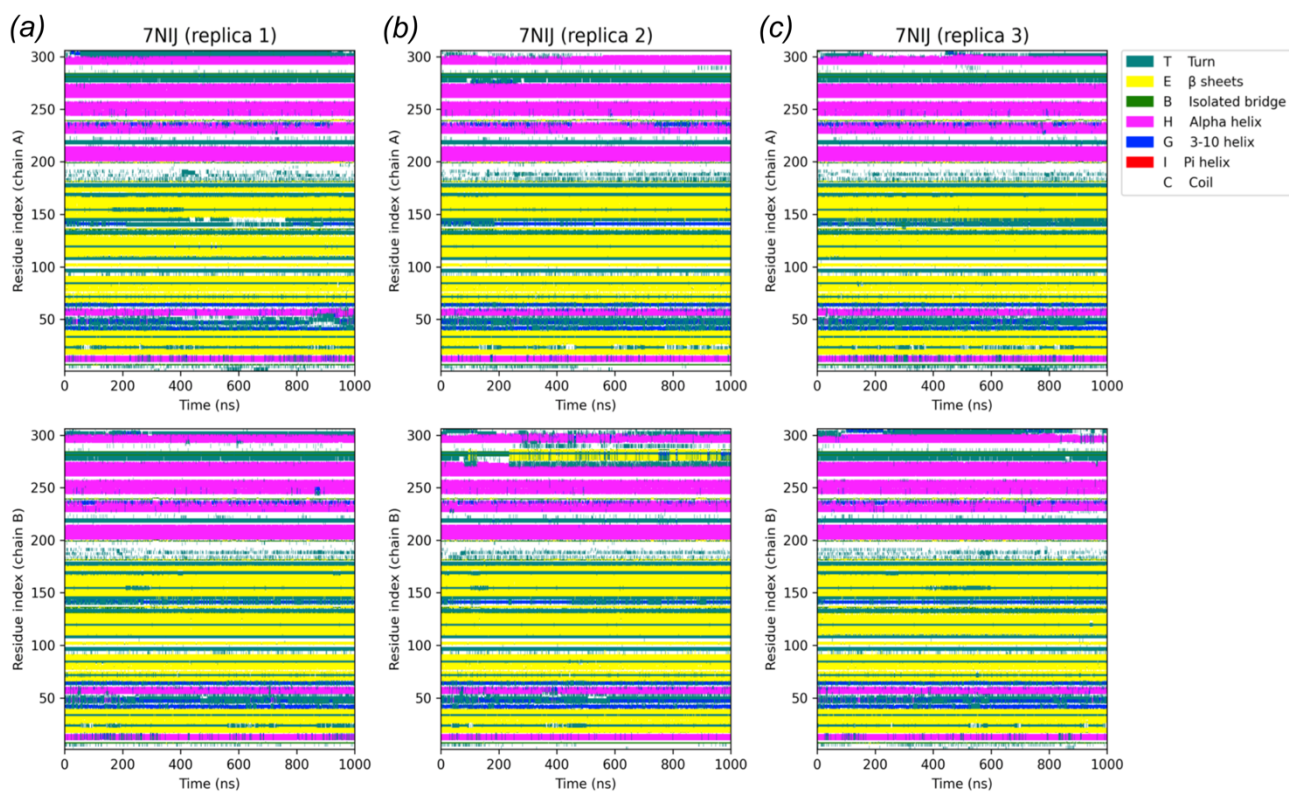 (a)
7NIJ (replica 1)
300
250
200
150
100
50
Residue index (chain A)
0 200 400 600 800 1000
Time (ns)
(b)
7NIJ (replica 2)
300
250
200
150
100
50
Residue index (chain A)
0 200 400 600 800 1000
Time (ns)
(c)
7NIJ (replica 3)
300
250
200
150
100
50
Residue index (chain A)
0 200 400 600 800 1000
Time (ns)
T Turn
E β sheets
B Isolated bridge
H Alpha helix
G 3-10 helix
I Pi helix
C Coil
300
250
200
150
100
50
Residue index (chain B)
0 200 400 600 800 1000
Time (ns)
300
250
200
150
100
50
Residue index (chain B)
0 200 400 600 800 1000
Time (ns)
300
250
200
150
100
50
Residue index (chain B)
0 200 400 600 800 1000
Time (ns)